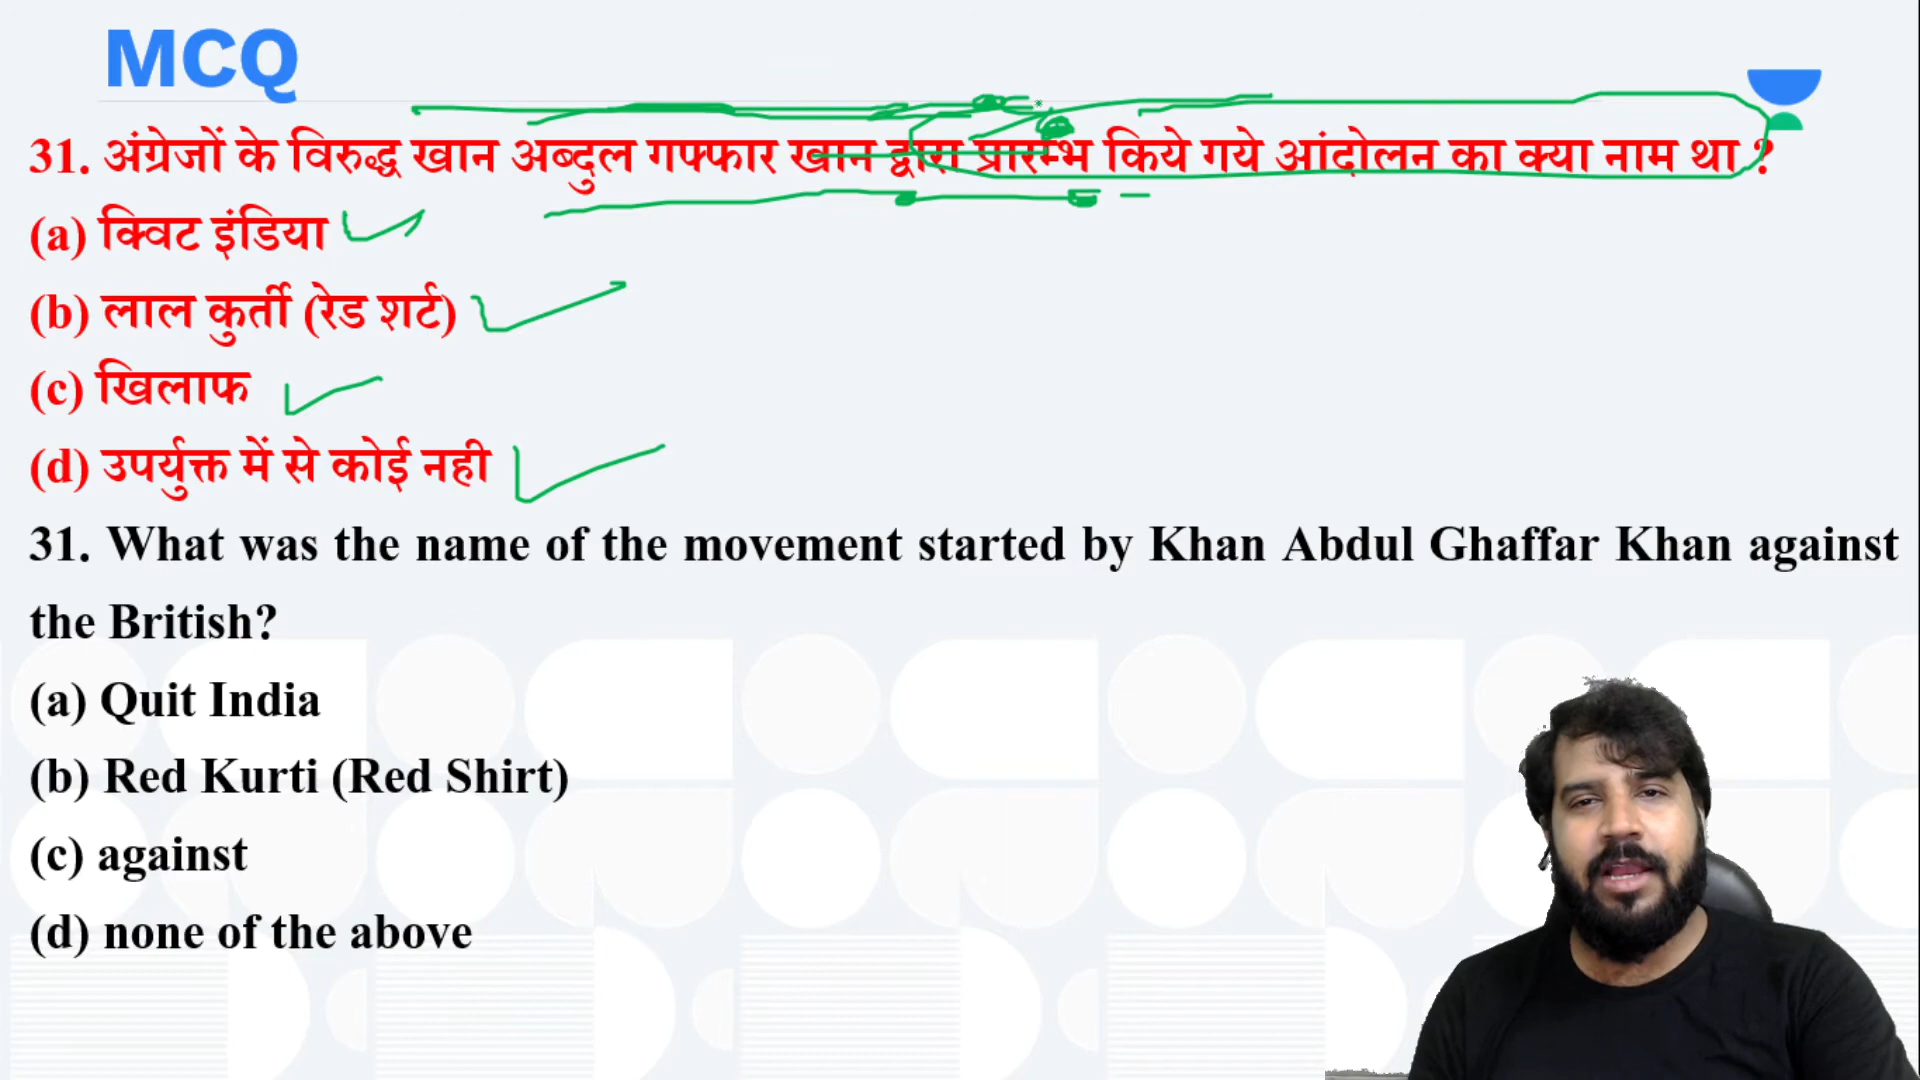 MCQ
31. अंग्रेजों के विरुद्ध खान अब्दुल गफ्फार खान द्वारा प्रारम्भ किये गये आंदोलन का क्या नाम था ?
(a) क्विट इंडिया
(b) लाल कुर्ती (रेड शर्ट)
(c) खिलाफ
(d) उपर्युक्त में से कोई नही
31. What was the name of the movement started by Khan Abdul Ghaffar Khan against
the British?
(a) Quit India
(b) Red Kurti (Red Shirt)
(c) against
(d) none of the above